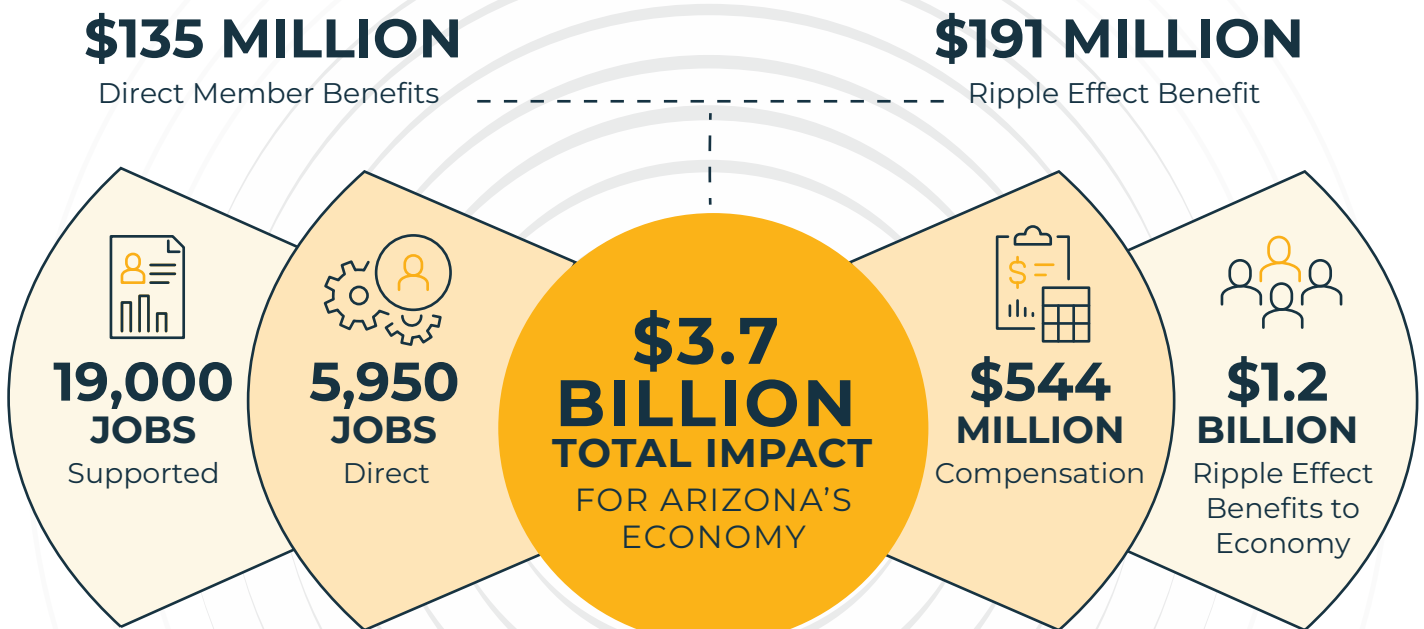 $135 MILLION
Direct Member Benefits
$191 MILLION
Ripple Effect Benefit
19,000
JOBS
Supported
5,950
JOBS
Direct
$3.7
BILLION
TOTAL IMPACT
FOR ARIZONA’S
ECONOMY
$544
MILLION
Compensation
$1.2
BILLION
Ripple Effect
Benefits to
Economy